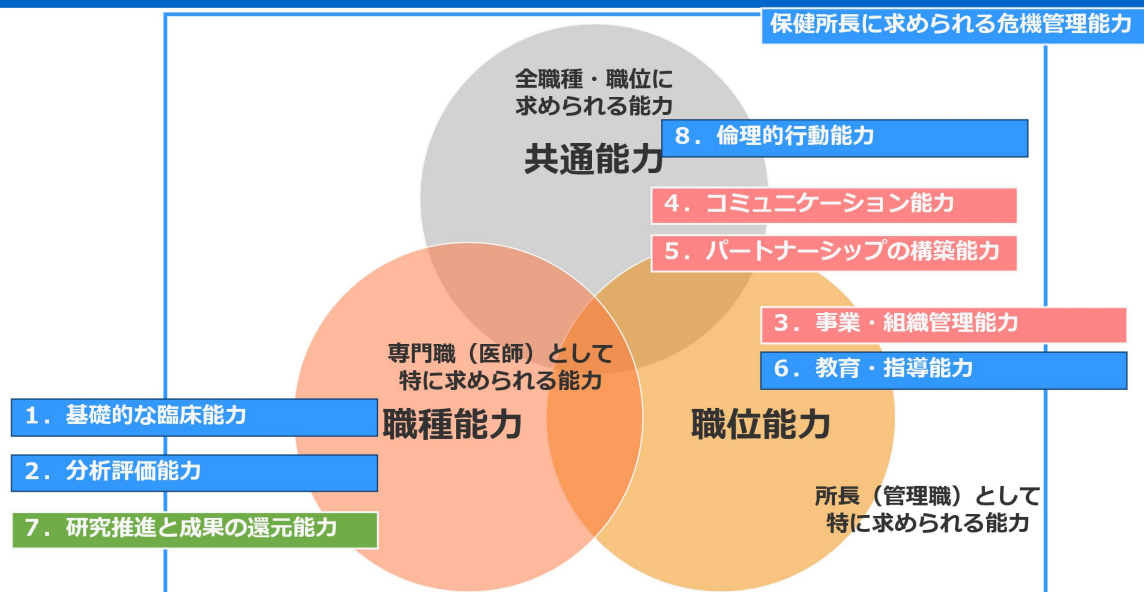 保健所長に求められる危機管理能力
全職種・職位に
求められる能力
共通能力
8．倫理的行動能力
4．コミュニケーション能力
5．パートナーシップの構築能力
3．事業・組織管理能力
6．教育・指導能力
専門職（医師）として
特に求められる能力
職種能力
職位能力
1．基礎的な臨床能力
2．分析評価能力
7．研究推進と成果の還元能力
所長（管理職）として
特に求められる能力